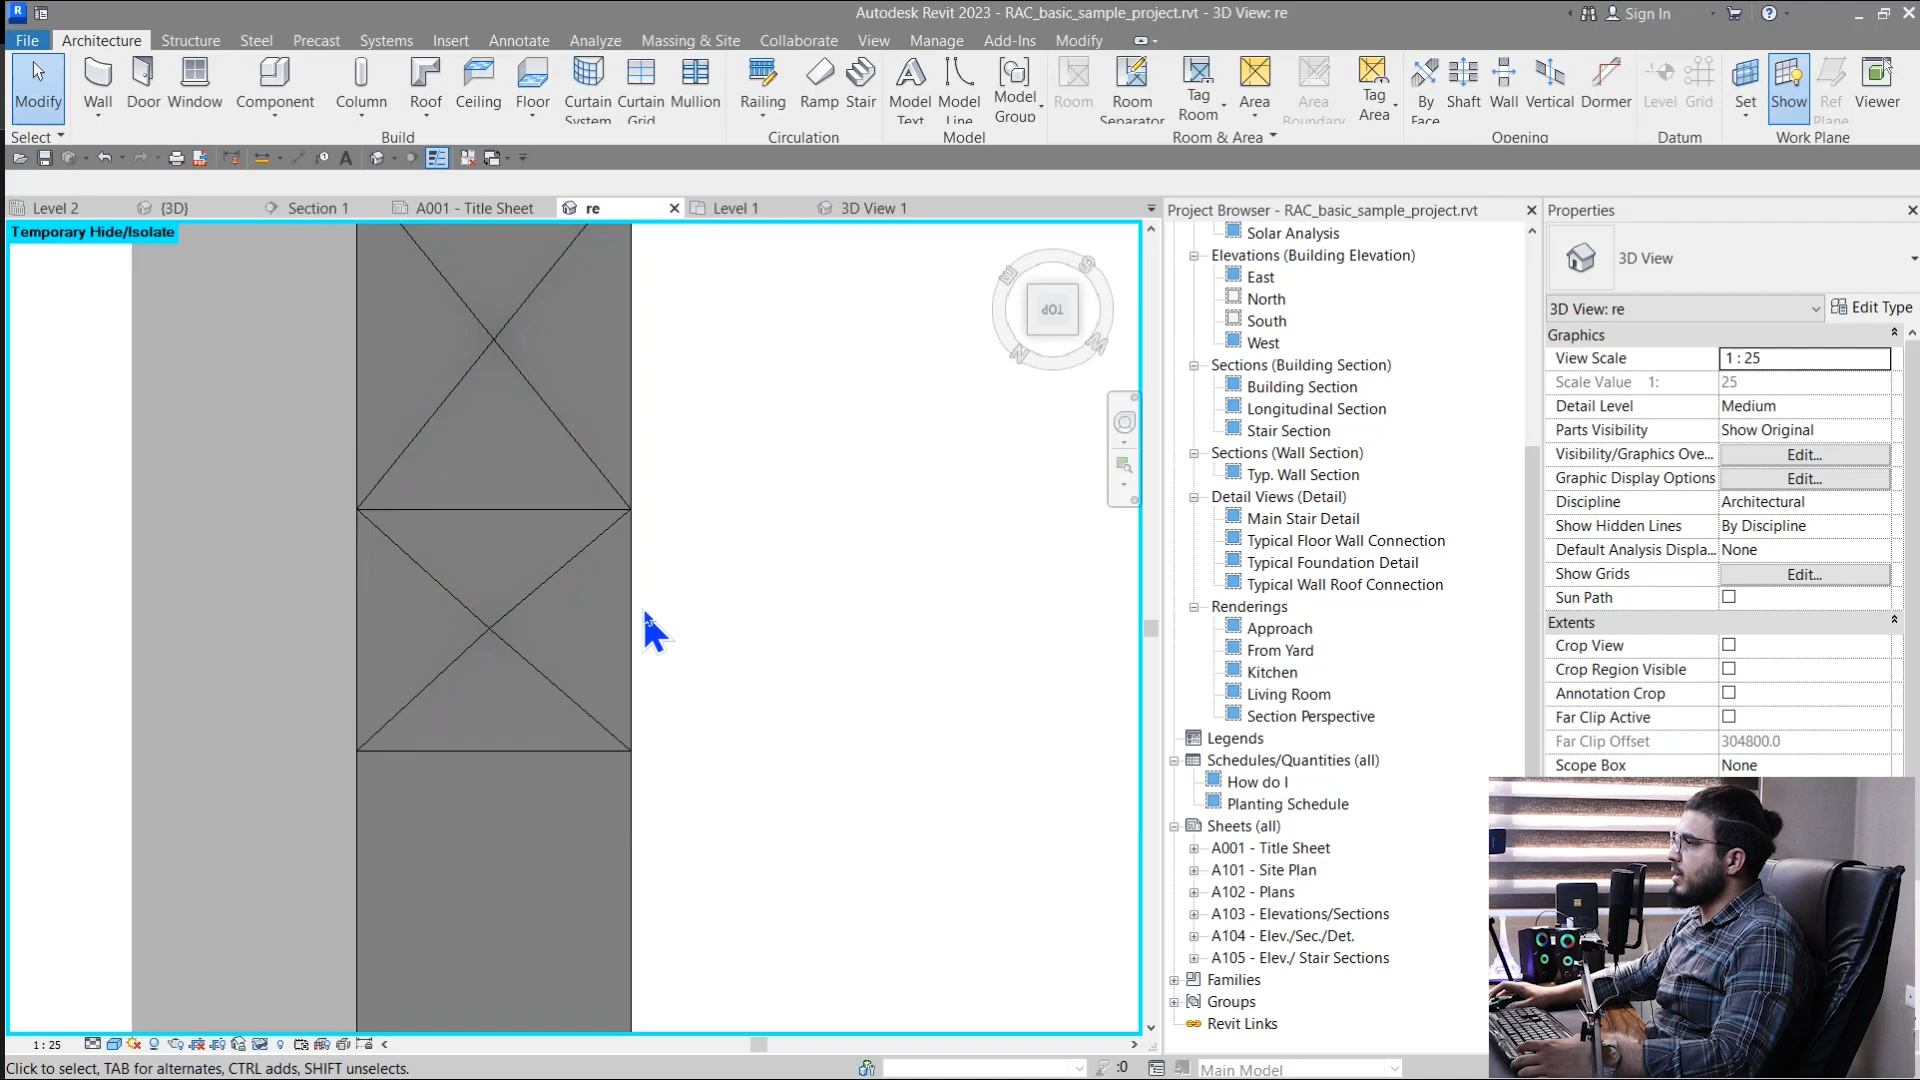 Autodesk Revit 2023 - RAC_basic_sample_project.rvt - 3D View: re
Sign In
File Architecture Structure Steel Precast Systems Insert Annotate Analyze Massing & Site Collaborate View Manage Add-Ins Modify
Modify Wall Door Window Component Column Roof Ceiling Floor Curtain System Curtain Grid Mullion Railing Ramp Stair Model Text Model Line Model Group Room Room Separator Tag Room Area Area Boundary Tag Area By Face Shaft Wall Vertical Dormer Level Grid Set Show Ref Plane Viewer
Select Build Circulation Model Room & Area Opening Datum Work Plane
Level 2 {3D} Section 1 A001 - Title Sheet re Level 1 3D View 1
Temporary Hide/Isolate
TOP
E
S
N
W
Project Browser - RAC_basic_sample_project.rvt
Solar Analysis
Elevations (Building Elevation)
East
North
South
West
Sections (Building Section)
Building Section
Longitudinal Section
Stair Section
Sections (Wall Section)
Typ. Wall Section
Detail Views (Detail)
Main Stair Detail
Typical Floor Wall Connection
Typical Foundation Detail
Typical Wall Roof Connection
Renderings
Approach
From Yard
Kitchen
Living Room
Section Perspective
Legends
Schedules/Quantities (all)
How do I
Planting Schedule
Sheets (all)
A001 - Title Sheet
A101 - Site Plan
A102 - Plans
A103 - Elevations/Sections
A104 - Elev./Sec./Det.
A105 - Elev./ Stair Sections
Families
Groups
Revit Links
Properties
3D View
3D View: re Edit Type
Graphics
View Scale 1 : 25
Scale Value 1: 25
Detail Level Medium
Parts Visibility Show Original
Visibility/Graphics Ove... Edit...
Graphic Display Options Edit...
Discipline Architectural
Show Hidden Lines By Discipline
Default Analysis Displa... None
Show Grids Edit...
Sun Path
Extents
Crop View
Crop Region Visible
Annotation Crop
Far Clip Active
Far Clip Offset 304800.0
Scope Box None
1 : 25
Click to select, TAB for alternates, CTRL adds, SHIFT unselects.
:0
Main Model